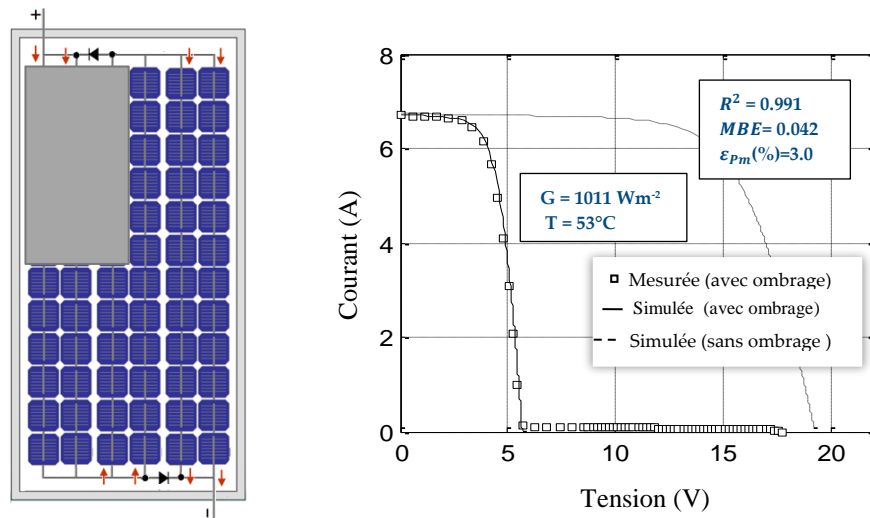 +
−
8
6
4
2
0
Courant (A)
R² = 0.991
MBE= 0.042
εPm(%)=3.0
G = 1011 Wm-2
T = 53°C
Mesurée (avec ombrage)
Simulée (avec ombrage)
Simulée (sans ombrage )
0 5 10 15 20
Tension (V)